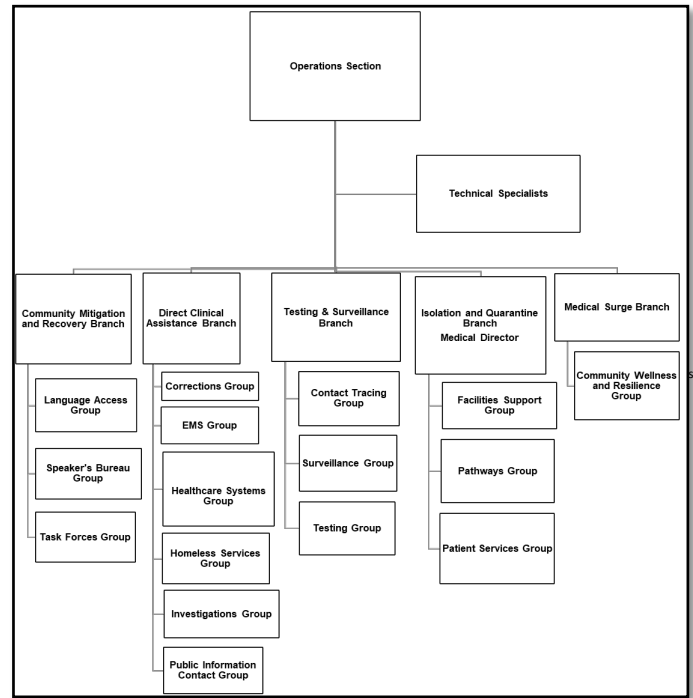 Operations Section
Technical Specialists
Community Mitigation
and Recovery Branch
Language Access
Group
Speaker's Bureau
Group
Task Forces Group
Direct Clinical
Assistance Branch
Corrections Group
EMS Group
Healthcare Systems
Group
Homeless Services
Group
Investigations Group
Public Information
Contact Group
Testing & Surveillance
Branch
Contact Tracing
Group
Surveillance Group
Testing Group
Isolation and Quarantine
Branch
Medical Director
Facilities Support
Group
Pathways Group
Patient Services Group
Medical Surge Branch
Community Wellness
and Resilience
Group
S